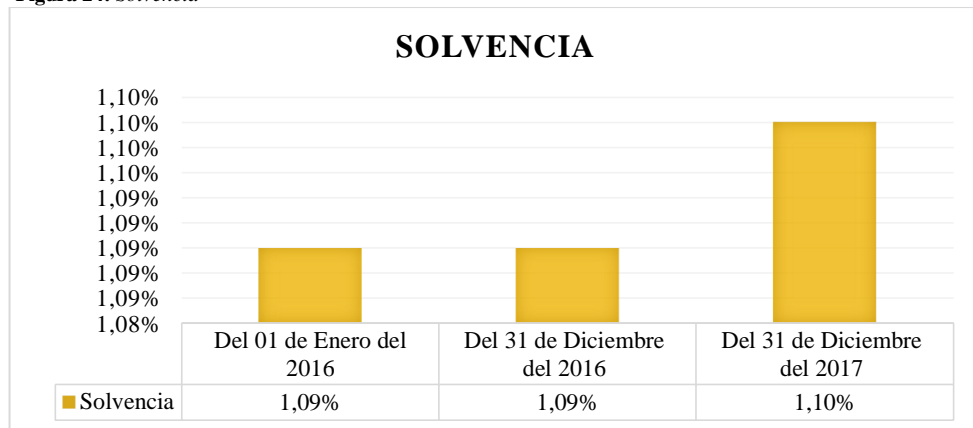 SOLVENCIA
1,10%
1,10%
1,10%
1,10%
1,09%
1,09%
1,09%
1,09%
1,09%
1,08%
Del 01 de Enero del
2016
Del 31 de Diciembre
del 2016
Del 31 de Diciembre
del 2017
Solvencia 1,09% 1,09% 1,10%